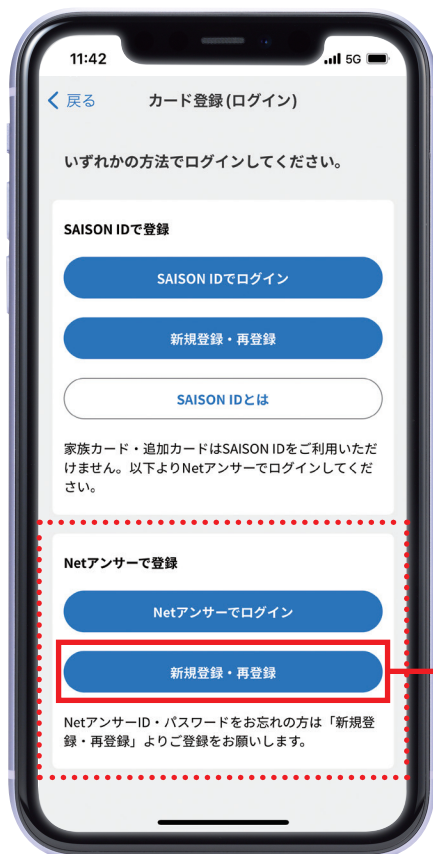 11:42
5G
戻る
カード登録(ログイン)
いずれかの方法でログインしてください。
SAISON IDで登録
SAISON IDでログイン
新規登録・再登録
SAISON IDとは
家族カード・追加カードはSAISON IDをご利用いただ
けません。以下よりNetアンサーでログインしてくだ
さい。
Netアンサーで登録
Netアンサーでログイン
新規登録・再登録
NetアンサーID・パスワードをお忘れの方は「新規登
録・再登録」よりご登録をお願いします。